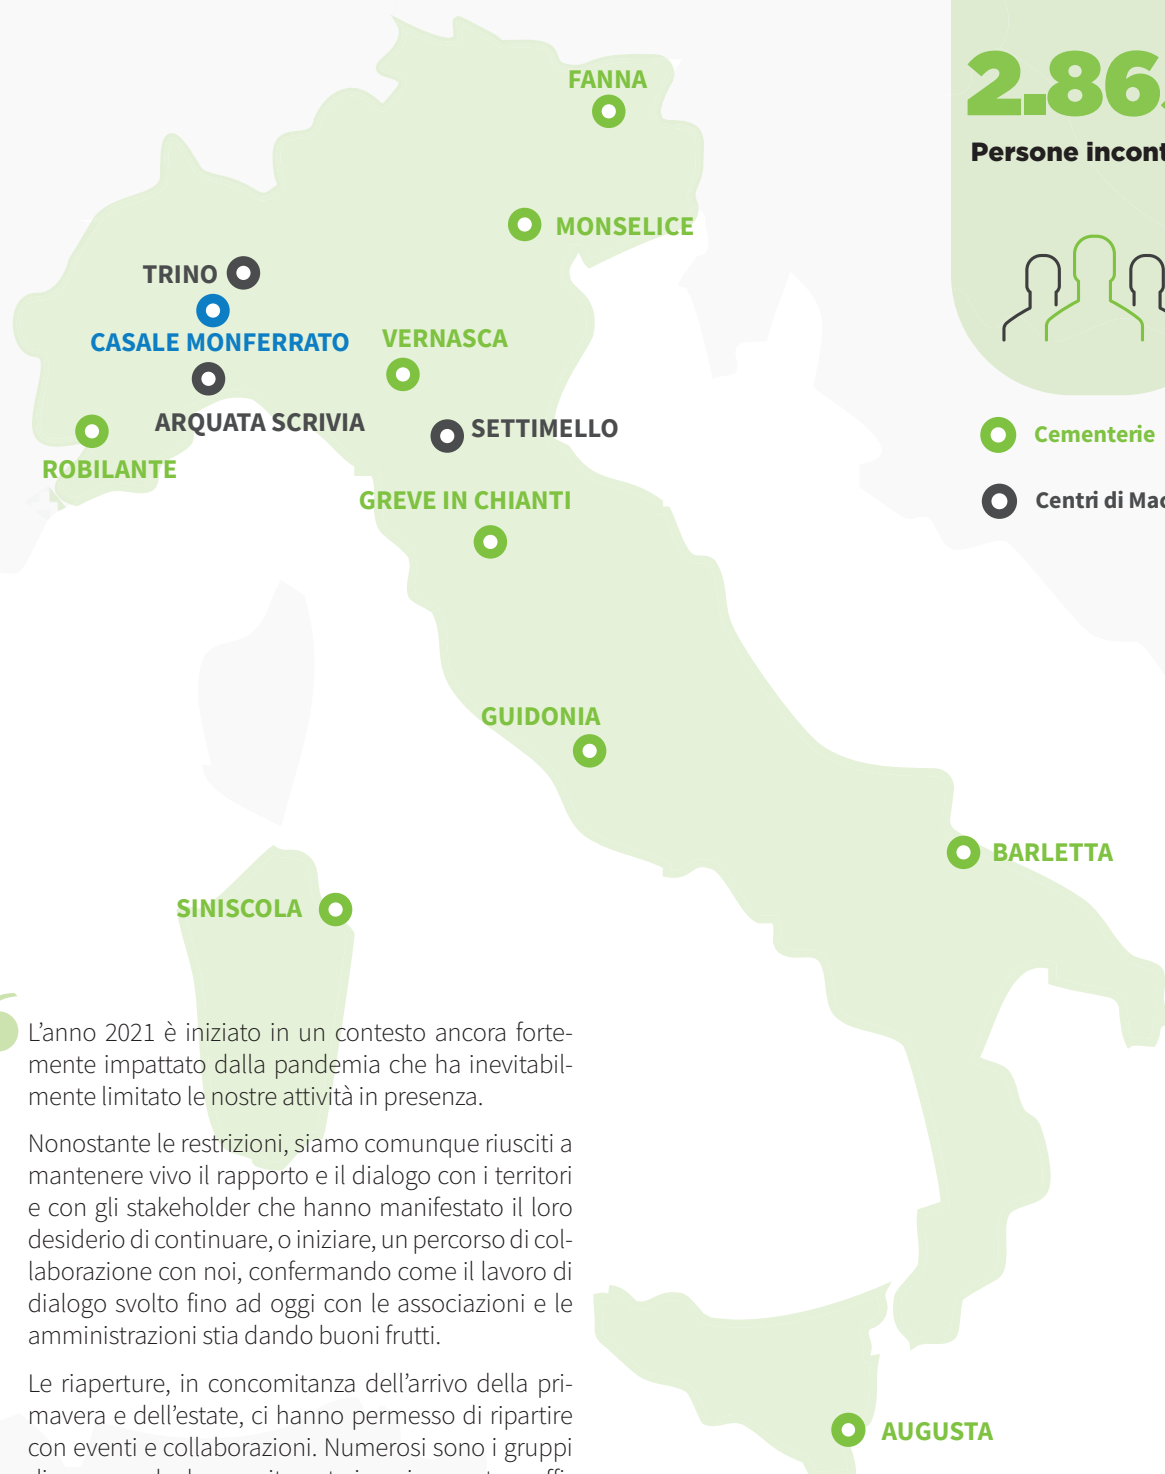 FANNA
2.86
Persone
MONSELICE
TRINO
CASALE MONFERRATO
VERNASCA
ARQUATA SCRIVIA
SETTIMELLO
ROBILANTE
Cementerie
GREVE IN CHIANTI
Centri di
GUIDONIA
BARLETTA
SINISCOLA
L’anno 2021 è iniziato in un contesto ancora forte-
mente impattato dalla pandemia che ha inevitabil-
mente limitato le nostre attività in presenza.
Nonostante le restrizioni, siamo comunque riusciti a
mantenere vivo il rapporto e il dialogo con i territori
e con gli stakeholder che hanno manifestato il loro
desiderio di continuare, o iniziare, un percorso di col-
laborazione con noi, confermando come il lavoro di
dialogo svolto fino ad oggi con le associazioni e le
amministrazioni stia dando buoni frutti.
Le riaperture, in concomitanza dell’arrivo della pri-
mavera e dell’estate, ci hanno permesso di ripartire
con eventi e collaborazioni. Numerosi sono i gruppi
AUGUSTA